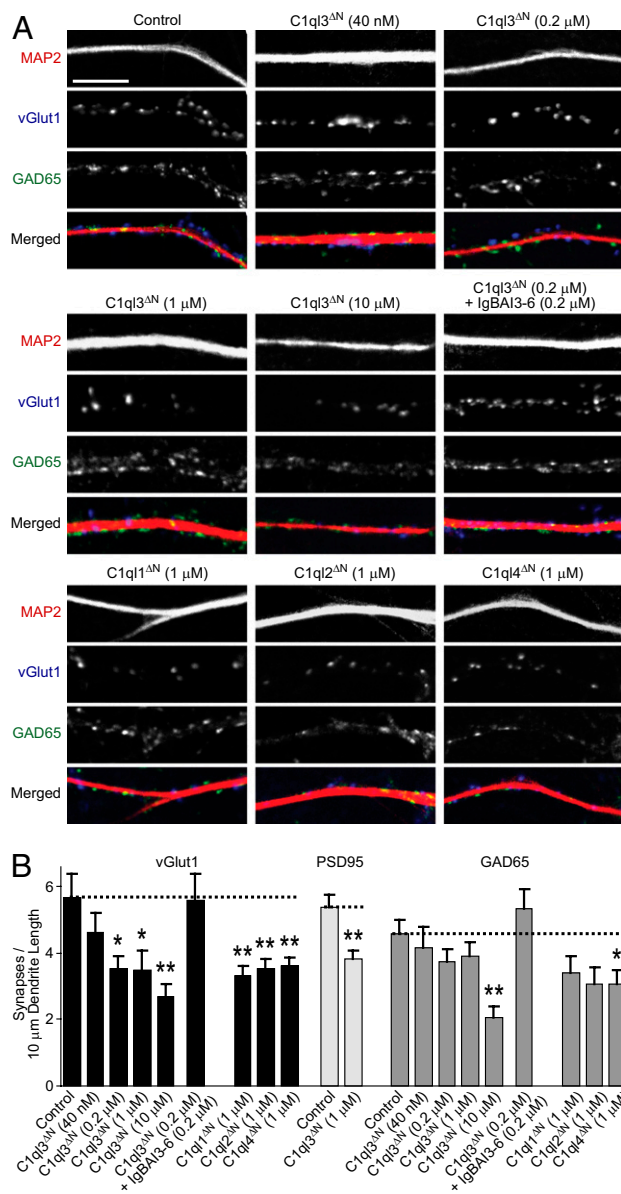 A
Control
C1ql3ΔN (40 nM)
C1ql3ΔN (0.2 μM)
MAP2
vGlut1
GAD65
Merged
C1ql3ΔN (1 μM)
C1ql3ΔN (10 μM)
C1ql3ΔN (0.2 μM)
+ IgBAI3-6 (0.2 μM)
MAP2
vGlut1
GAD65
Merged
C1ql1ΔN (1 μM)
C1ql2ΔN (1 μM)
C1ql4ΔN (1 μM)
MAP2
vGlut1
GAD65
Merged
B
vGlut1
PSD95
GAD65
Synapses /
10 μm Dendrite Length
6
4
2
0
*
*
**
**
**
**
**
**
*
Control
C1ql3ΔN (40 nM)
C1ql3ΔN (0.2 μM)
C1ql3ΔN (1 μM)
C1ql3ΔN (10 μM)
C1ql3ΔN (0.2 μM)
+ IgBAI3-6 (0.2 μM)
C1ql1ΔN (1 μM)
C1ql2ΔN (1 μM)
C1ql4ΔN (1 μM)
Control
C1ql3ΔN (1 μM)
Control
C1ql3ΔN (40 nM)
C1ql3ΔN (0.2 μM)
C1ql3ΔN (1 μM)
C1ql3ΔN (10 μM)
C1ql3ΔN (0.2 μM)
+ IgBAI3-6 (0.2 μM)
C1ql1ΔN (1 μM)
C1ql2ΔN (1 μM)
C1ql4ΔN (1 μM)